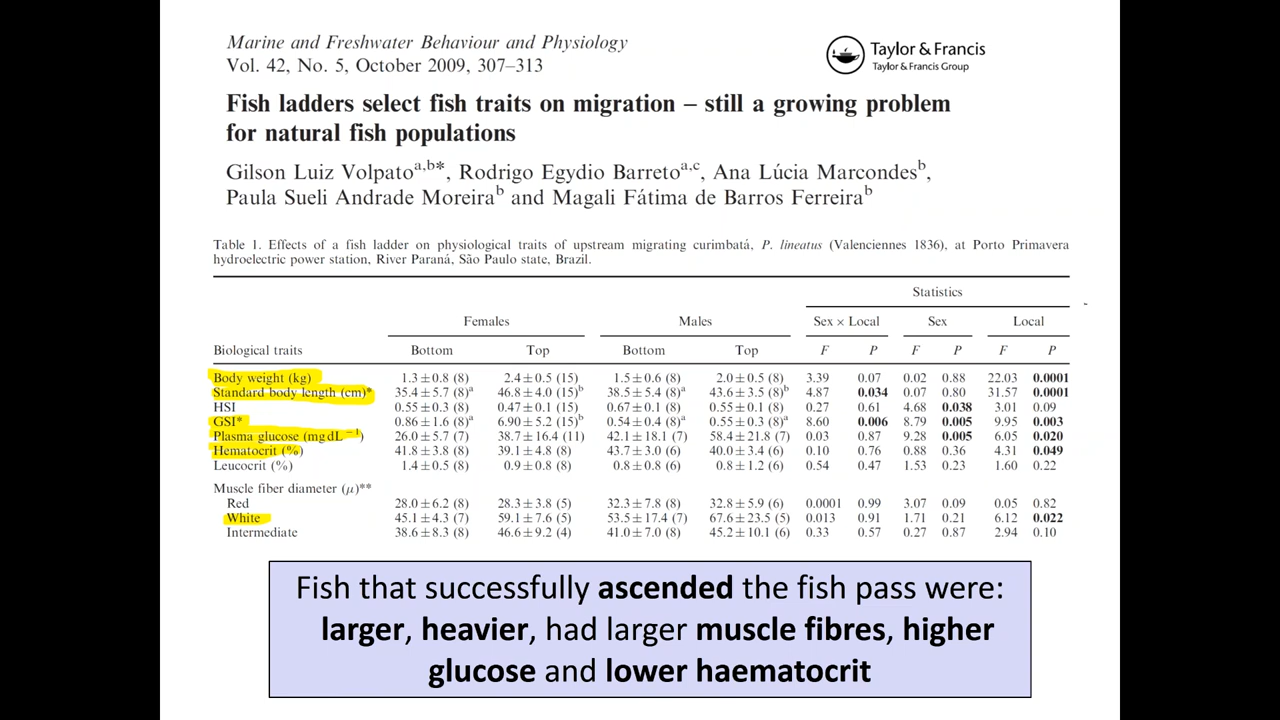 Marine and Freshwater Behaviour and Physiology
Vol. 42, No. 5, October 2009, 307–313
Taylor & Francis
Taylor & Francis Group
Fish ladders select fish traits on migration – still a growing problem
for natural fish populations
Gilson Luiz Volpatoa,b*, Rodrigo Egydio Barretoa,c, Ana Lúcia Marcondesb,
Paula Sueli Andrade Moreirab and Magali Fátima de Barros Ferreirab
Table 1. Effects of a fish ladder on physiological traits of upstream migrating curimbatá, P. lineatus (Valenciennes 1836), at Porto Primavera
hydroelectric power station, River Paraná, São Paulo state, Brazil.
Statistics
Females Males Sex × Local Sex Local
Biological traits Bottom Top Bottom Top F P F P F P
Body weight (kg) 1.3 ± 0.8 (8) 2.4 ± 0.5 (15) 1.5 ± 0.6 (8) 2.0 ± 0.5 (8) 3.39 0.07 0.02 0.88 22.03 0.0001
Standard body length (cm)* 35.4 ± 5.7 (8)a 46.8 ± 4.0 (15)b 38.5 ± 5.4 (8)a 43.6 ± 3.5 (8)b 4.87 0.034 0.07 0.80 31.57 0.0001
HSI 0.55 ± 0.3 (8) 0.47 ± 0.1 (15) 0.67 ± 0.1 (8) 0.55 ± 0.1 (8) 0.27 0.61 4.68 0.038 3.01 0.09
GSI* 0.86 ± 1.6 (8)a 6.90 ± 5.2 (15)b 0.54 ± 0.4 (8)a 0.55 ± 0.3 (8)a 8.60 0.006 8.79 0.005 9.95 0.003
Plasma glucose (mg dL−1) 26.0 ± 5.7 (7) 38.7 ± 16.4 (11) 42.1 ± 18.1 (7) 58.4 ± 21.8 (7) 0.03 0.87 9.28 0.005 6.05 0.020
Hematocrit (%) 41.8 ± 3.8 (8) 39.1 ± 4.8 (8) 43.7 ± 3.0 (6) 40.0 ± 3.4 (6) 0.10 0.76 0.88 0.36 4.31 0.049
Leucocrit (%) 1.4 ± 0.5 (8) 0.9 ± 0.8 (8) 0.8 ± 0.8 (6) 0.8 ± 1.2 (6) 0.54 0.47 1.53 0.23 1.60 0.22
Muscle fiber diameter (μ)**
Red 28.0 ± 6.2 (8) 28.3 ± 3.8 (5) 32.3 ± 7.8 (8) 32.8 ± 5.9 (6) 0.0001 0.99 3.07 0.09 0.05 0.82
White 45.1 ± 4.3 (7) 59.1 ± 7.6 (5) 53.5 ± 17.4 (7) 67.6 ± 23.5 (5) 0.013 0.91 1.71 0.21 6.12 0.022
Intermediate 38.6 ± 8.3 (8) 46.6 ± 9.2 (4) 41.0 ± 7.0 (8) 45.2 ± 10.1 (6) 0.33 0.57 0.27 0.87 2.94 0.10
Fish that successfully ascended the fish pass were:
larger, heavier, had larger muscle fibres, higher
glucose and lower haematocrit